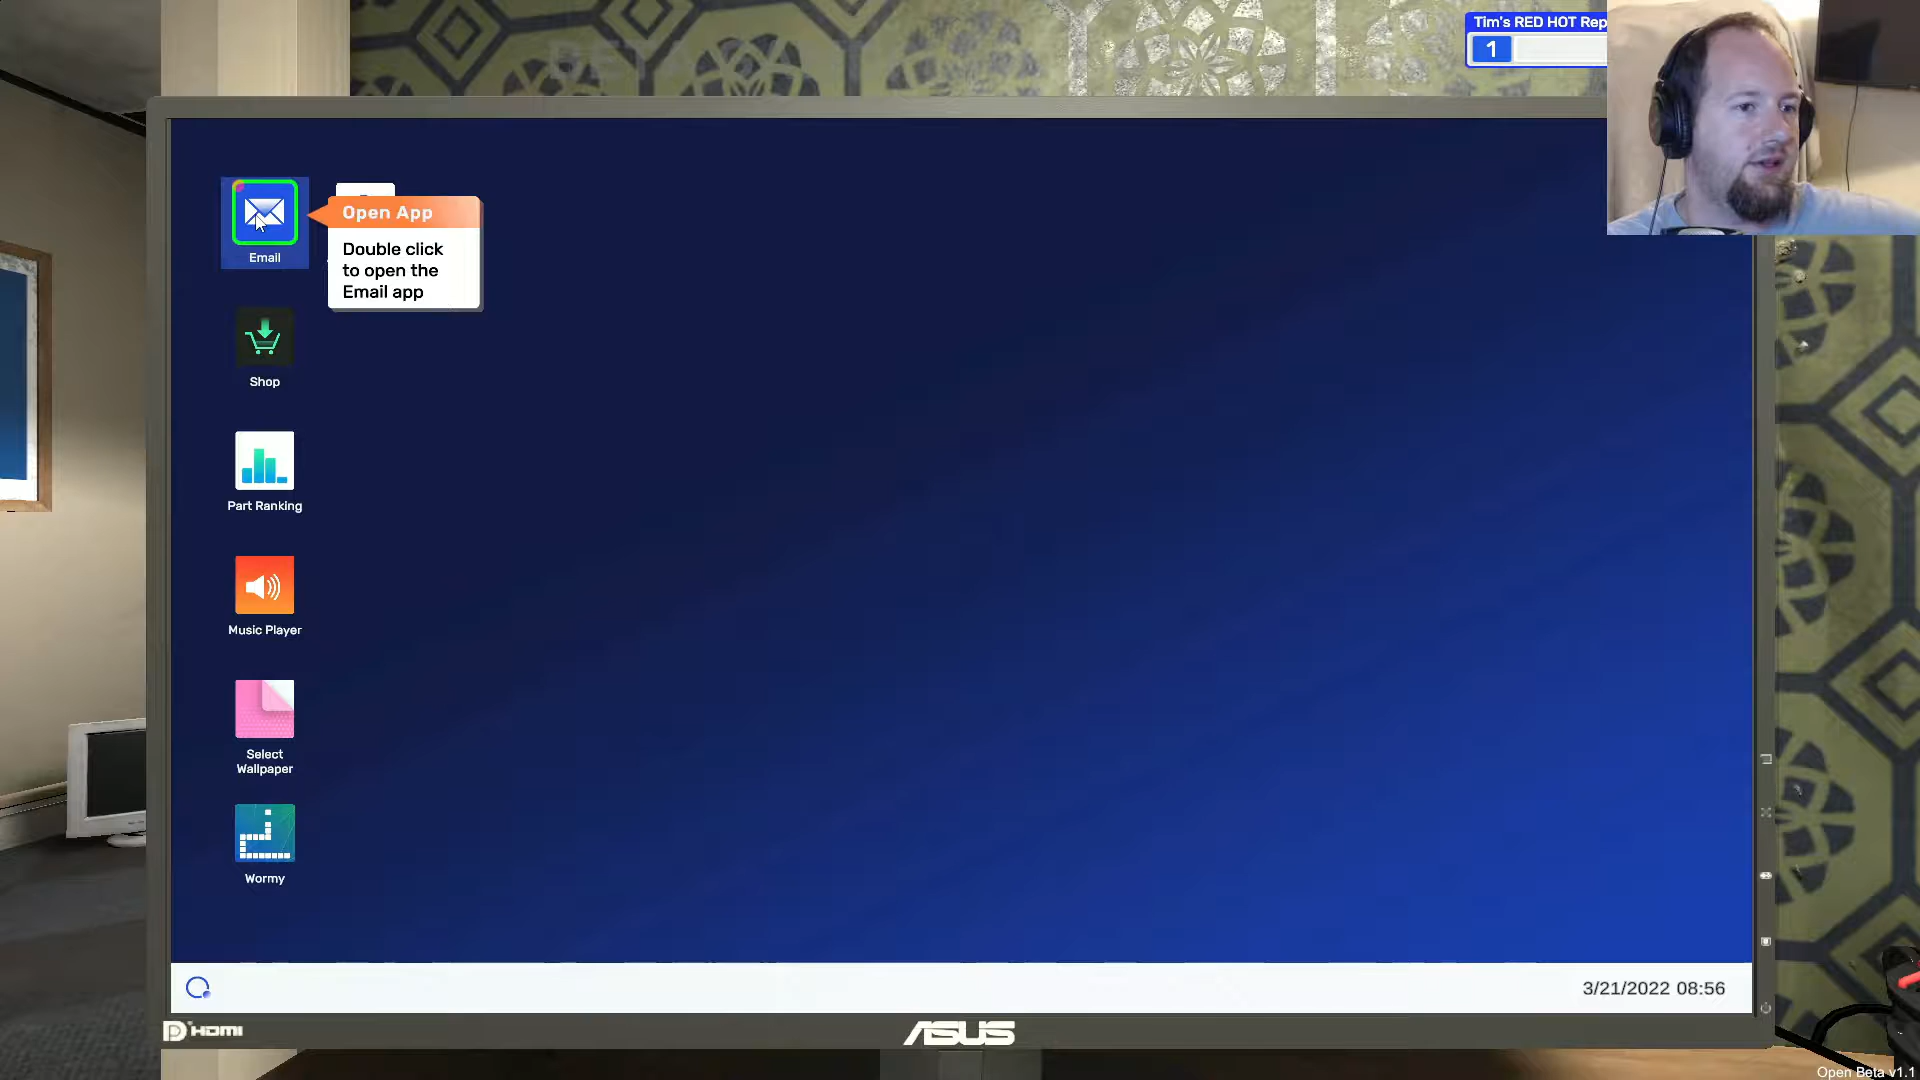 BETA
Tim's RED HOT Rep
1
Open App
Double click
to open the
Email app
Email
Shop
Part Ranking
Music Player
Select
Wallpaper
Wormy
3/21/2022 08:56
HDMI
ASUS
Open Beta v1.1